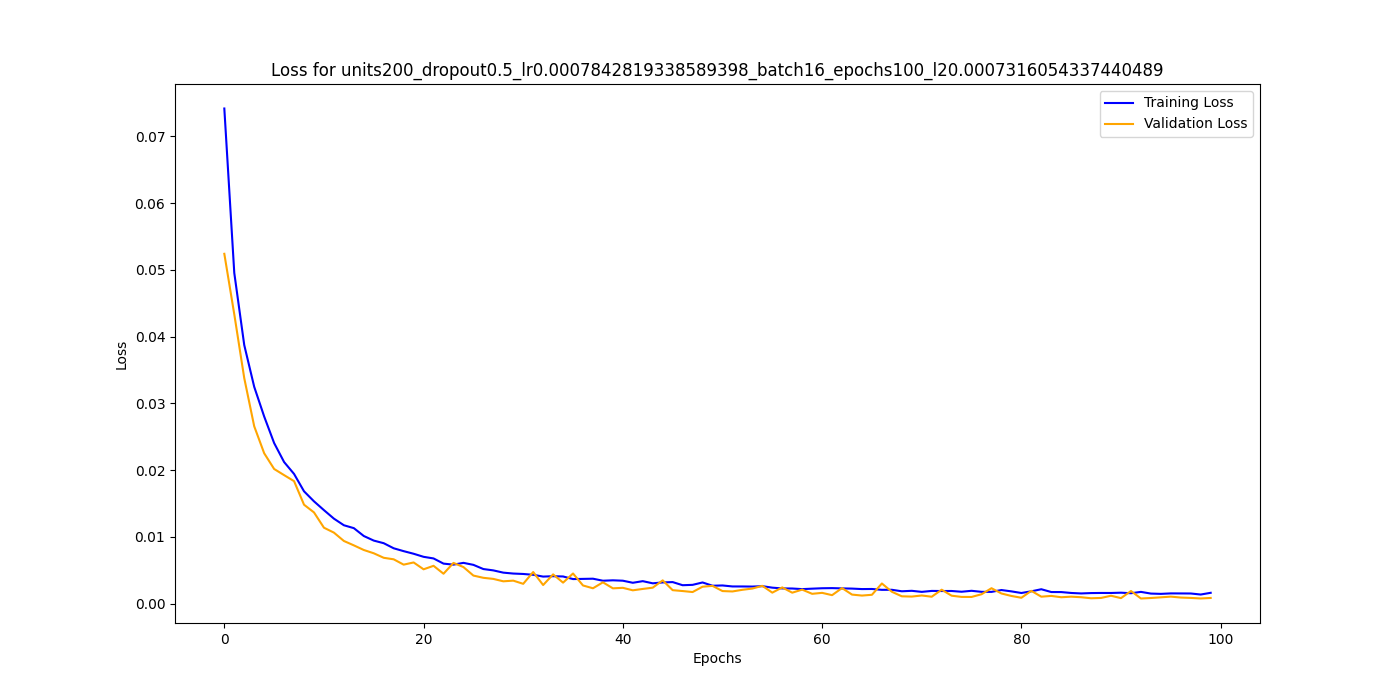 Loss for units200_dropout0.5_lr0.0007842819338589398_batch16_epochs100_l20.0007316054337440489
Training Loss
Validation Loss
0.07
0.06
0.05
0.04
0.03
0.02
0.01
0.00
Loss
0 20 40 60 80 100
Epochs